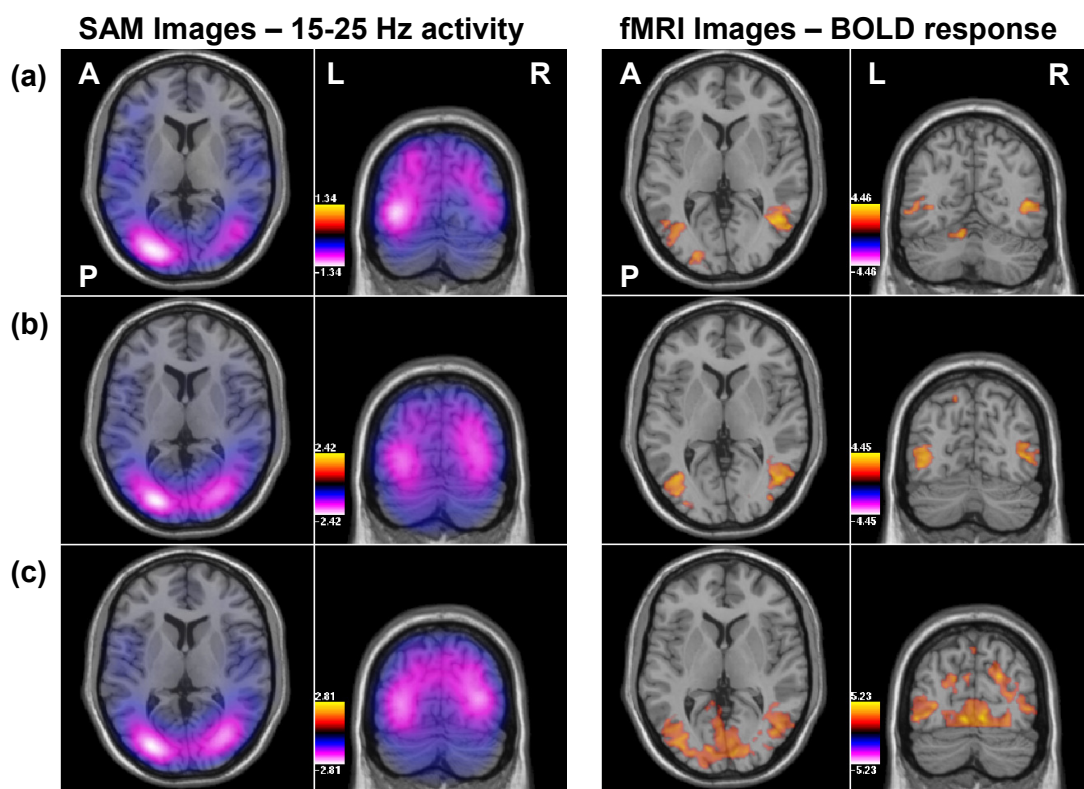 SAM Images – 15-25 Hz activity
fMRI Images – BOLD response
(a)
A
L
R
A
L
R
1.34
-1.34
4.46
-4.46
P
P
(b)
2.42
-2.42
4.45
-4.45
(c)
2.81
-2.81
5.23
-5.23